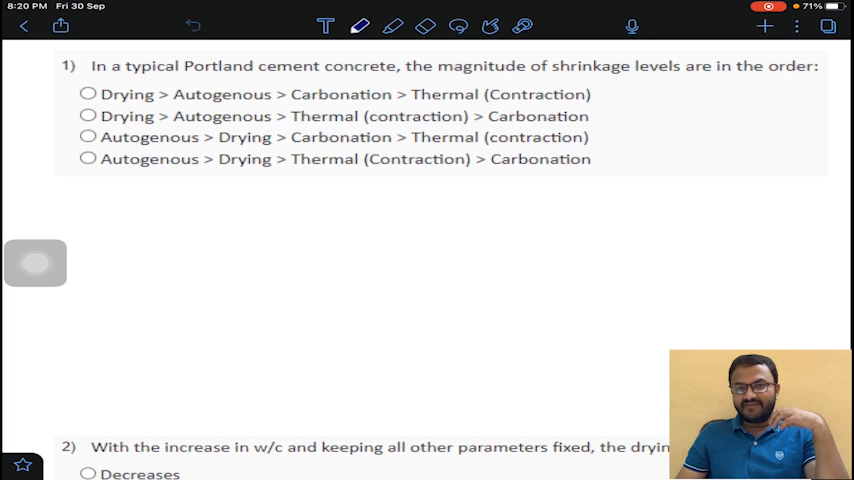 8:20 PM Fri 30 Sep
71%
1) In a typical Portland cement concrete, the magnitude of shrinkage levels are in the order:
Drying > Autogenous > Carbonation > Thermal (Contraction)
Drying > Autogenous > Thermal (contraction) > Carbonation
Autogenous > Drying > Carbonation > Thermal (contraction)
Autogenous > Drying > Thermal (Contraction) > Carbonation
2) With the increase in w/c and keeping all other parameters fixed, the dryin
Decreases